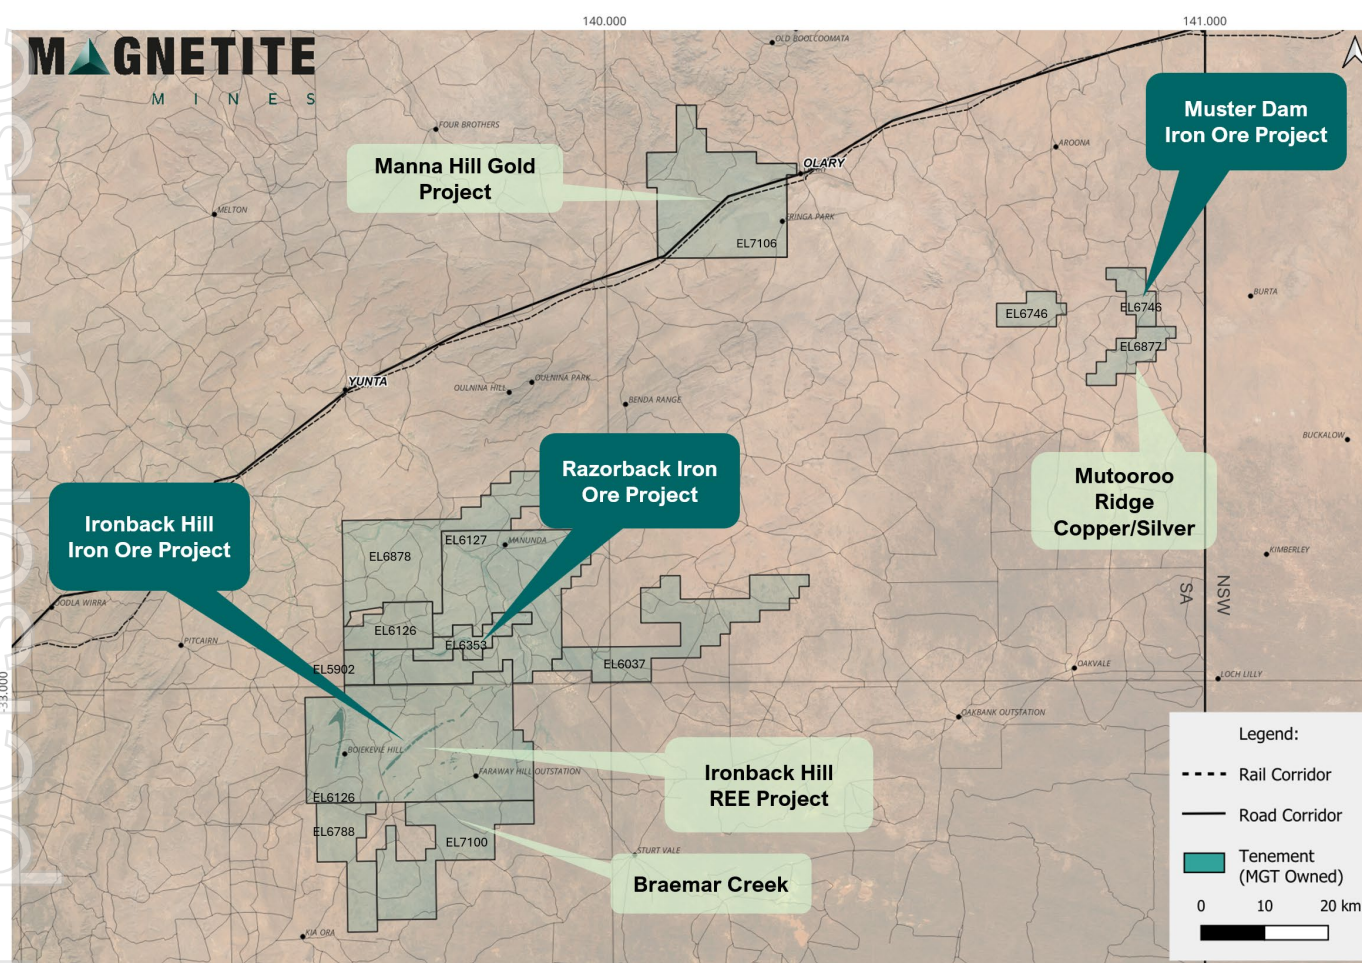 140.000
141.000
MAGNETITE
MINES
OLD BOOLCOOMATA
FOUR BROTHERS
Muster Dam
Iron Ore Project
AROONA
Manna Hill Gold
Project
OLARY
MELTON
ERINGA PARK
EL7106
BURTA
EL6746
EL6746
EL6877
YUNTA
OULNINA HILL
OULNINA PARK
BENDA RANGE
BUCKALOW
Razorback Iron
Ore Project
Mutooroo
Ridge
Copper/Silver
Ironback Hill
Iron Ore Project
EL6127
MANUNDA
EL6878
KIMBERLEY
SA
NSW
OODLA WIRRA
EL6126
PITCAIRN
EL6353
EL5902
EL6037
OAKVALE
LOCH LILLY
-33.000
OAKBANK OUTSTATION
BOIEKEVIE HILL
FARAWAY HILL OUTSTATION
Ironback Hill
REE Project
EL6126
EL6788
EL7100
STURT VALE
Braemar Creek
KIA ORA
Legend:
Rail Corridor
Road Corridor
Tenement
(MGT Owned)
0 10 20 km